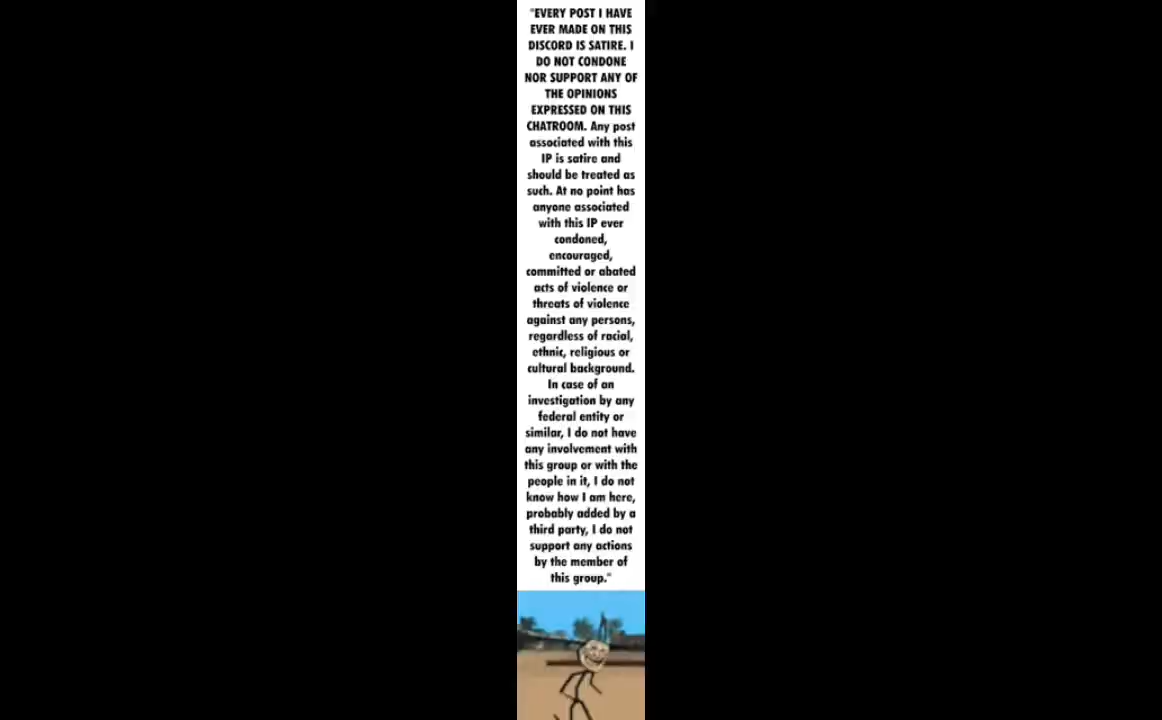 "EVERY POST I HAVE
EVER MADE ON THIS
DISCORD IS SATIRE. I
DO NOT CONDONE
NOR SUPPORT ANY OF
THE OPINIONS
EXPRESSED ON THIS
CHATROOM. Any post
associated with this
IP is satire and
should be treated as
such. At no point has
anyone associated
with this IP ever
condoned,
encouraged,
committed or abated
acts of violence or
threats of violence
against any persons,
regardless of racial,
ethnic, religious or
cultural background.
In case of an
investigation by any
federal entity or
similar, I do not have
any involvement with
this group or with the
people in it, I do not
know how I am here,
probably added by a
third party, I do not
support any actions
by the member of
this group."